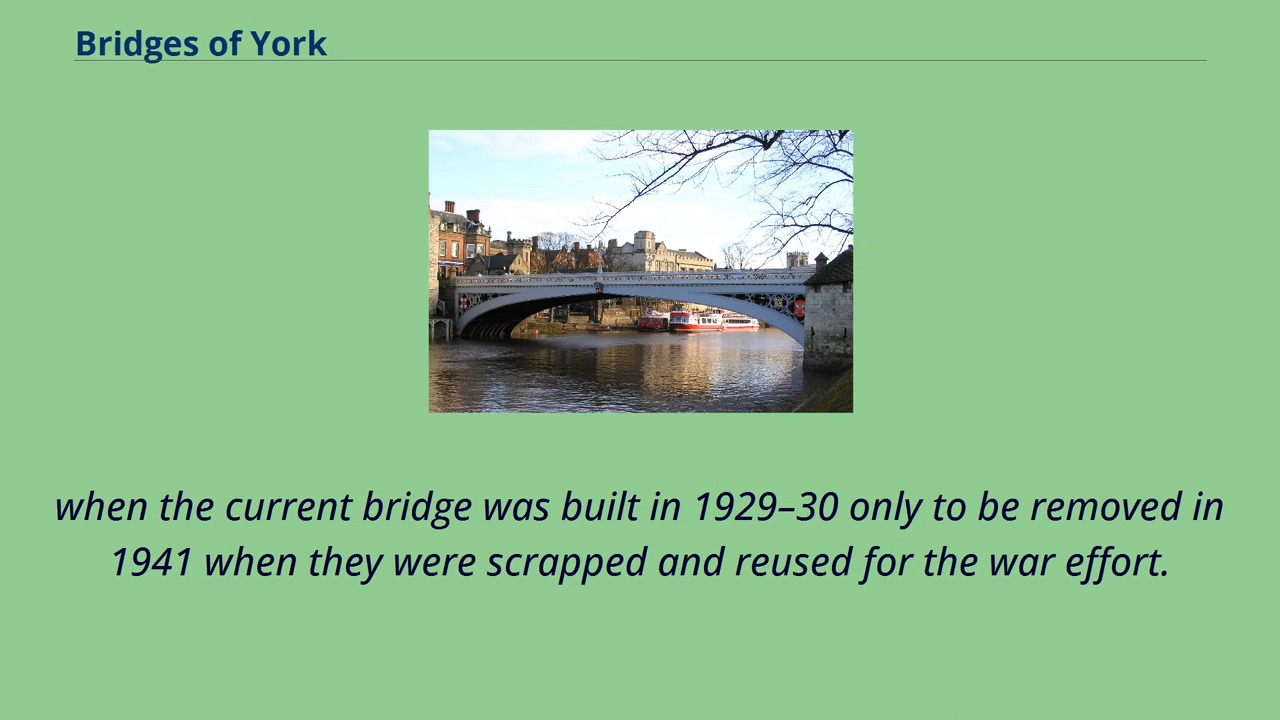 Bridges of York
when the current bridge was built in 1929–30 only to be removed in
1941 when they were scrapped and reused for the war effort.